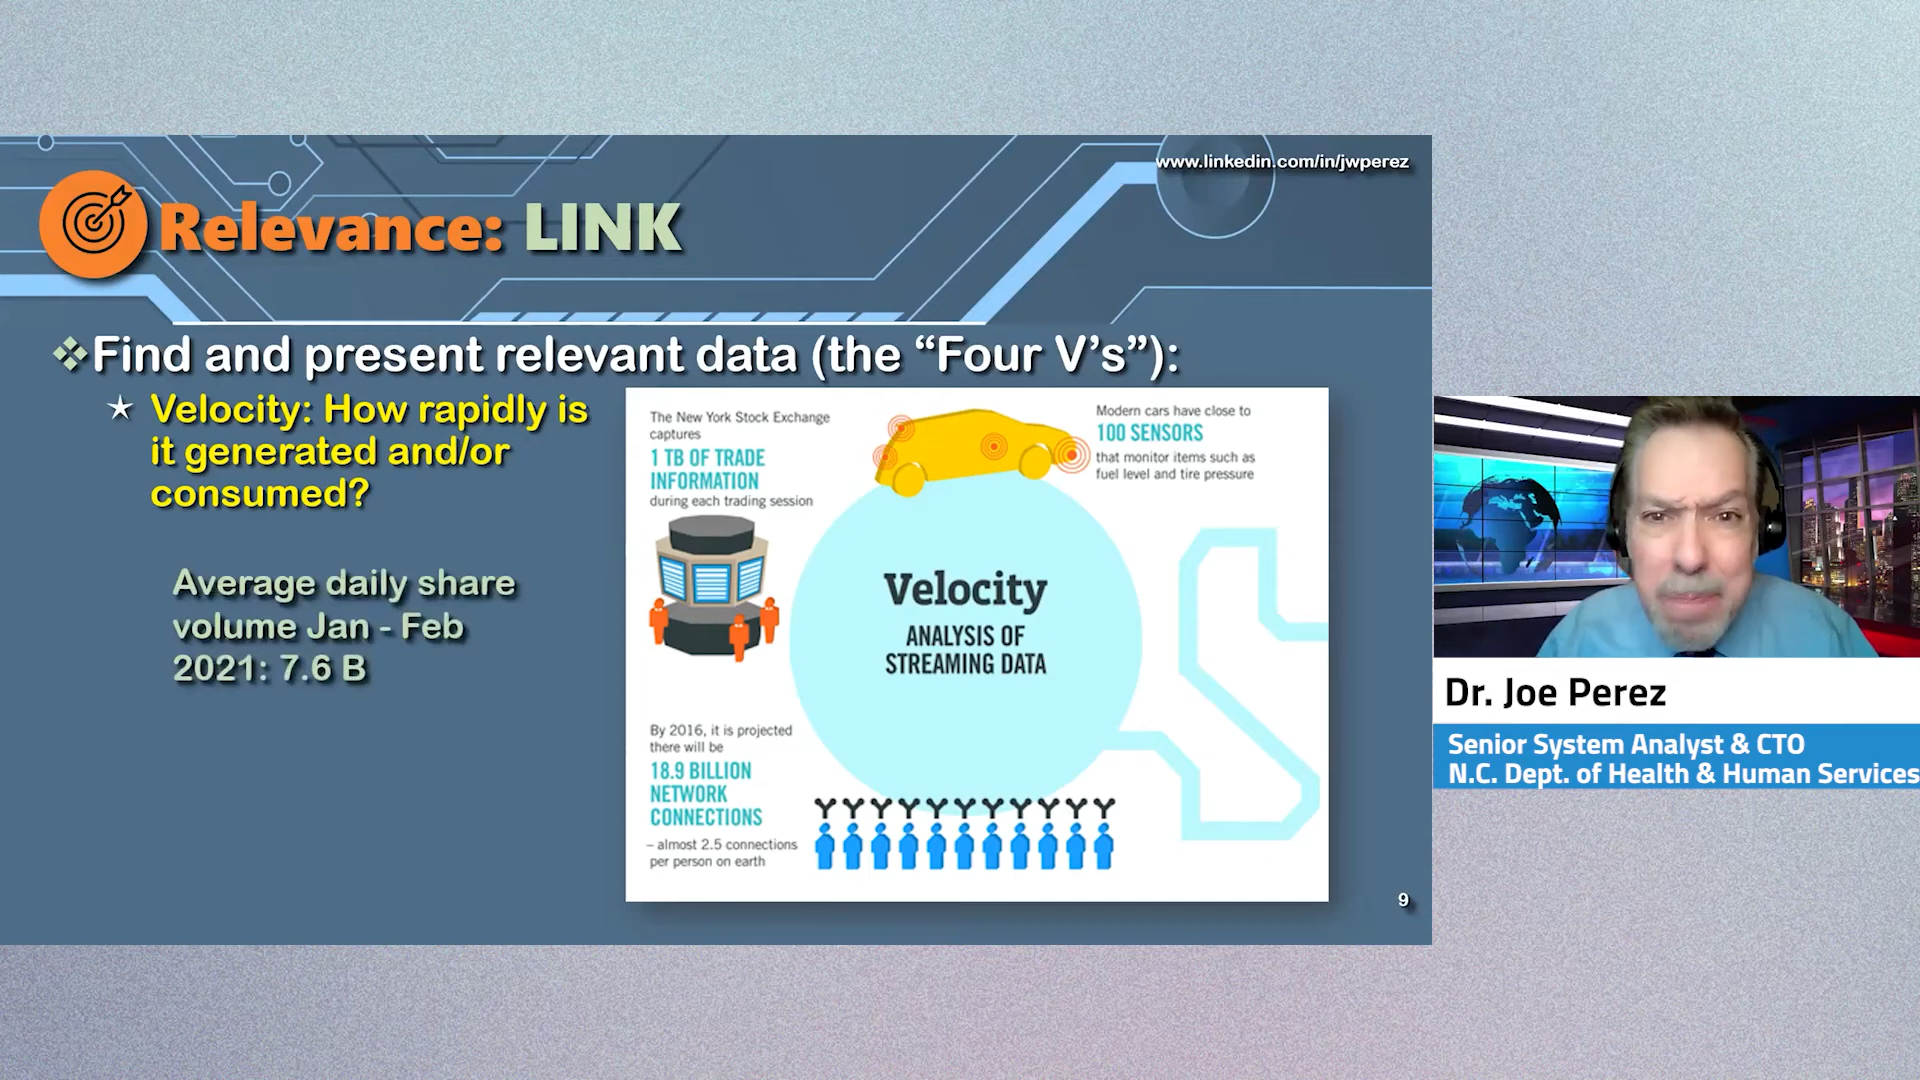 www.linkedin.com/in/jwperez
Relevance: LINK
Find and present relevant data (the “Four V’s”):
Velocity: How rapidly is
it generated and/or
consumed?
Average daily share
volume Jan - Feb
2021: 7.6 B
The New York Stock Exchange
captures
1 TB OF TRADE
INFORMATION
during each trading session
Modern cars have close to
100 SENSORS
that monitor items such as
fuel level and tire pressure
Velocity
ANALYSIS OF
STREAMING DATA
By 2016, it is projected
there will be
18.9 BILLION
NETWORK
CONNECTIONS
– almost 2.5 connections
per person on earth
9
Dr. Joe Perez
Senior System Analyst & CTO
N.C. Dept. of Health & Human Services